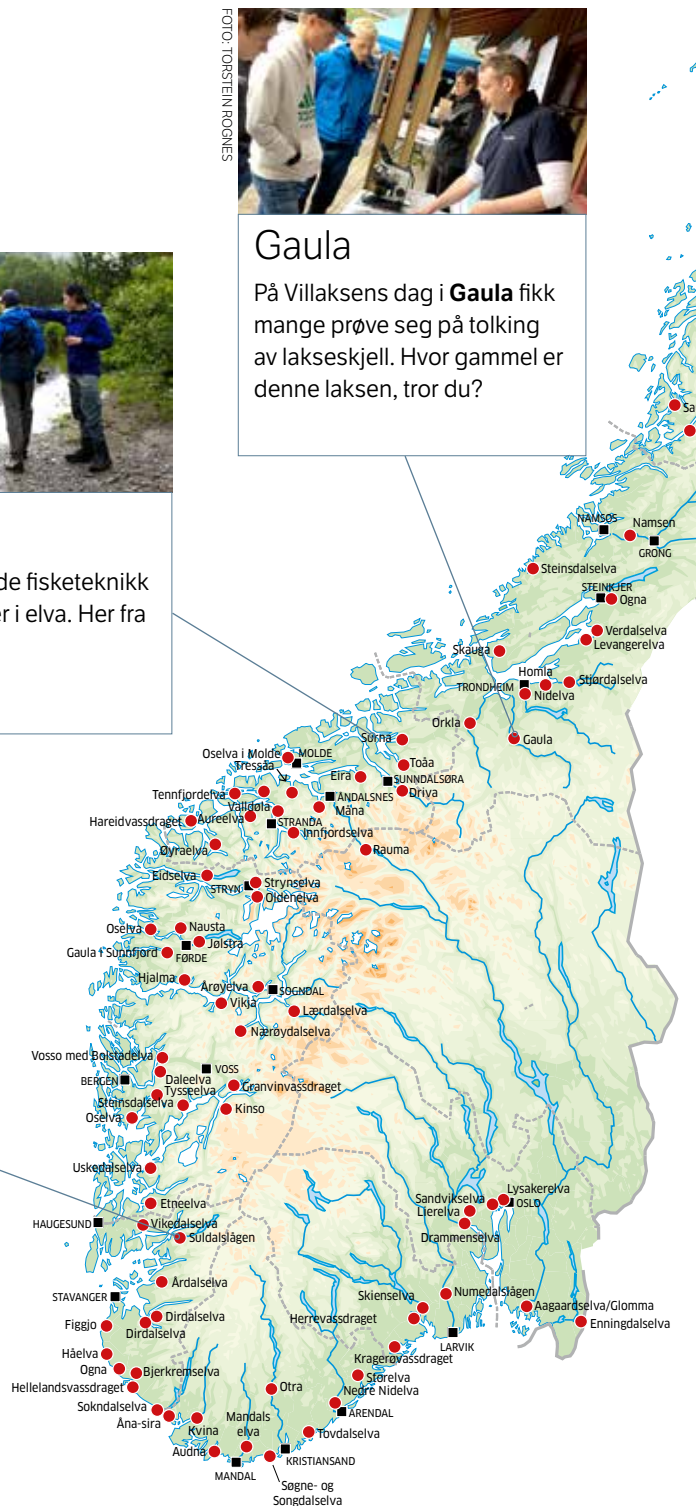 FOTO: TORSTEIN ROGNES
Gaula
På Villaksens dag i Gaula fikk
mange prøve seg på tolking
av lakseskjell. Hvor gammel er
denne laksen, tror du?
de fisketeknikk
er i elva. Her fra
Sa
NAMSOS
Namsen
GRONG
Steinsdalselva
STEINKJER
Ogna
Verdalselva
Levangerelva
Skauga
Homla
Stjørdalselva
TRONDHEIM
Nidelva
Orkla
Gaula
Surna
Oselva i Molde
MOLDE
Tressåa
Toåa
Eira
SUNNDALSØRA
Driva
Tennfjordelva
ÅNDALSNES
Måna
Valldøla
Hareidvassdraget
Aureelva
STRANDA
Innfjordselva
Øyraelva
Rauma
Eidselva
Strynselva
STRYN
Oldenelva
Oselva
Nausta
Jølstra
Gaula i Sunnfjord
FØRDE
Hjalma
Årøyelva
SOGNDAL
Vikja
Lærdalselva
Nærøydalselva
Vosso med Bolstadelva
VOSS
BERGEN
Daleelva
Granvinvassdraget
Tysseelva
Steinsdalselva
Kinso
Oselva
Uskedalselva
Etneelva
Lysakerelva
Sandvikselva
OSLO
Lierelva
HAUGESUND
Vikedalselva
Drammenselva
Suldalslågen
Årdalselva
STAVANGER
Skienselva
Numedalslågen
Aagaardselva/Glomma
Figgjo
Dirdalselva
Dirdalselva
Herrevassdraget
Enningdalselva
LARVIK
Håelva
Kragerøvassdraget
Ogna
Bjerkremselva
Storelva
Hellelandsvassdraget
Otra
Nedre Nidelva
Sokndalselva
ARENDAL
Åna-sira
Kvina
Mandals
elva
Tovdalselva
Audna
KRISTIANSAND
MANDAL
Søgne- og
Songdalselva